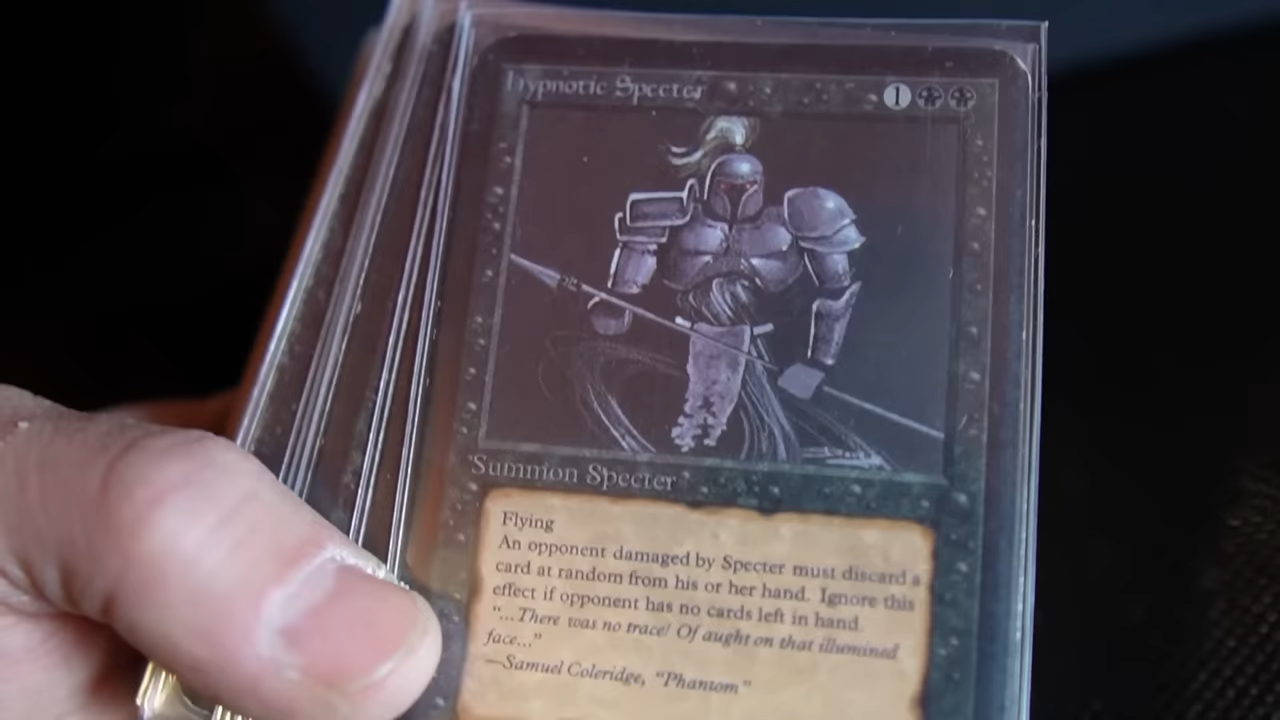 Hypnotic Specter 1
Summon Specter
Flying
An opponent damaged by Specter must discard a
card at random from his or her hand. Ignore this
effect if opponent has no cards left in hand.
"...There was no trace! Of aught on that illumined
face..."
—Samuel Coleridge, "Phantom"